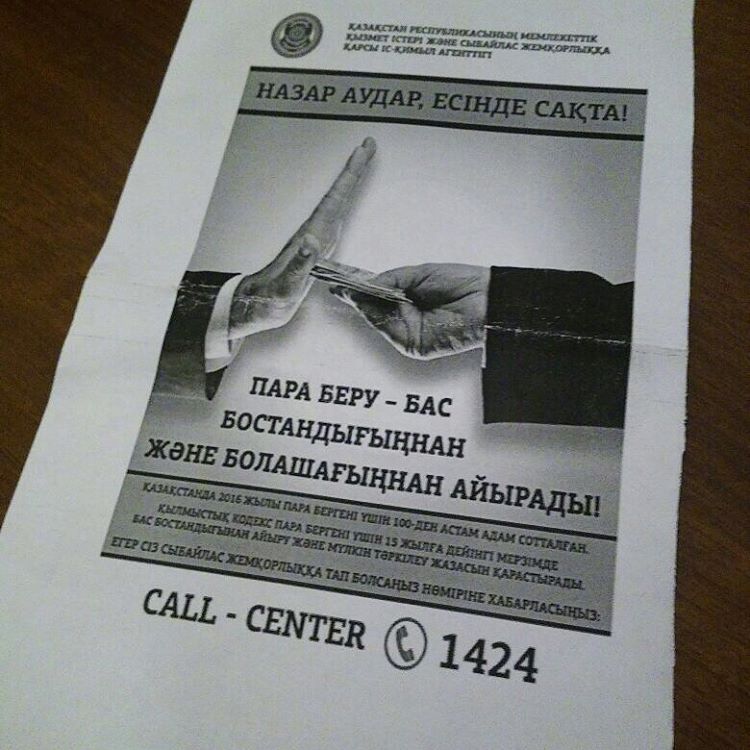 ҚАЗАҚСТАН РЕСПУБЛИКАСЫНЫҢ МЕМЛЕКЕТТІК
ҚЫЗМЕТ ІСТЕРІ ЖӘНЕ СЫБАЙЛАС ЖЕМҚОРЛЫҚҚА
ҚАРСЫ ІС-ҚИМЫЛ АГЕНТТІГІ
НАЗАР АУДАР, ЕСІНДЕ САҚТА!
ПАРА БЕРУ – БАС
БОСТАНДЫҒЫҢНАН
ЖӘНЕ БОЛАШАҒЫҢНАН АЙЫРАДЫ!
ҚАЗАҚСТАНДА 2016 ЖЫЛЫ ПАРА БЕРГЕНІ ҮШІН 100-ДЕН АСТАМ АДАМ СОТТАЛҒАН.
ҚЫЛМЫСТЫҚ КОДЕКС ПАРА БЕРГЕНІ ҮШІН 15 ЖЫЛҒА ДЕЙІНГІ МЕРЗІМДЕ
БАС БОСТАНДЫҒЫНАН АЙЫРУ ЖӘНЕ МҮЛКІН ТӘРКІЛЕУ ЖАЗАСЫН ҚАРАСТЫРАДЫ.
ЕГЕР СІЗ СЫБАЙЛАС ЖЕМҚОРЛЫҚҚА ТАП БОЛСАҢЫЗ НӨМІРІНЕ ХАБАРЛАСЫҢЫЗ:
CALL - CENTER 1424